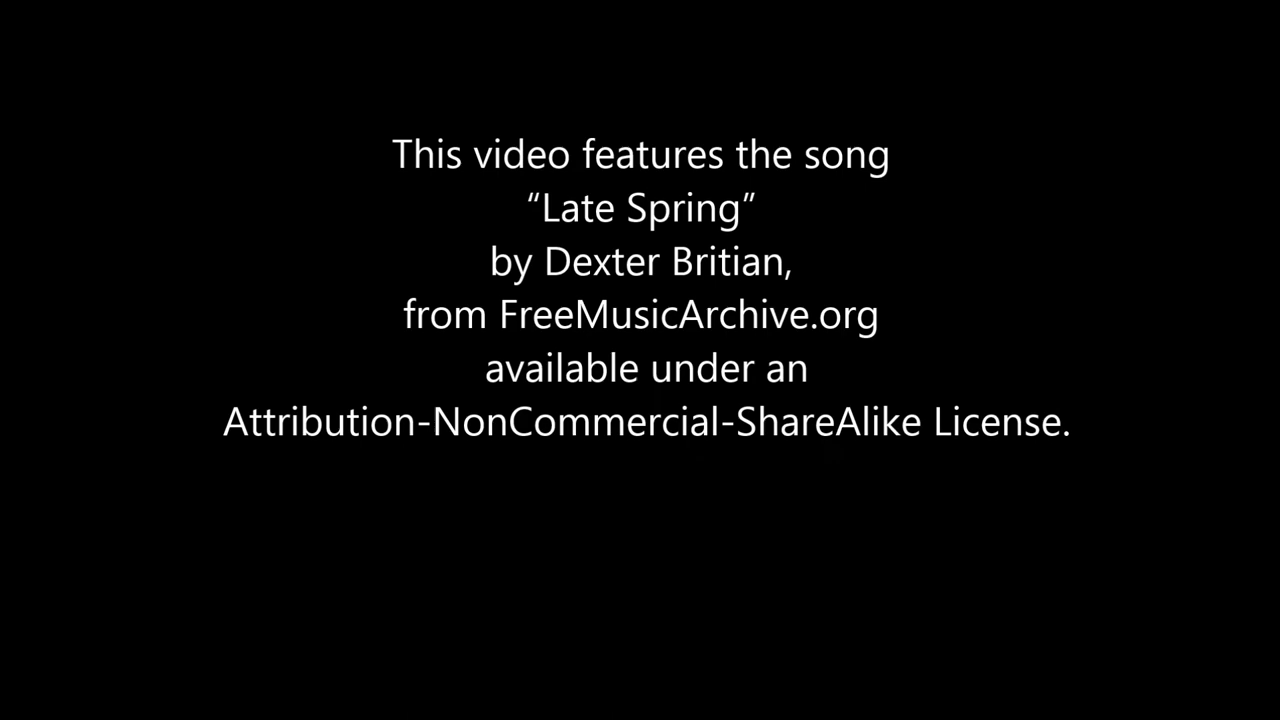 This video features the song
“Late Spring”
by Dexter Britian,
from FreeMusicArchive.org
available under an
Attribution-NonCommercial-ShareAlike License.